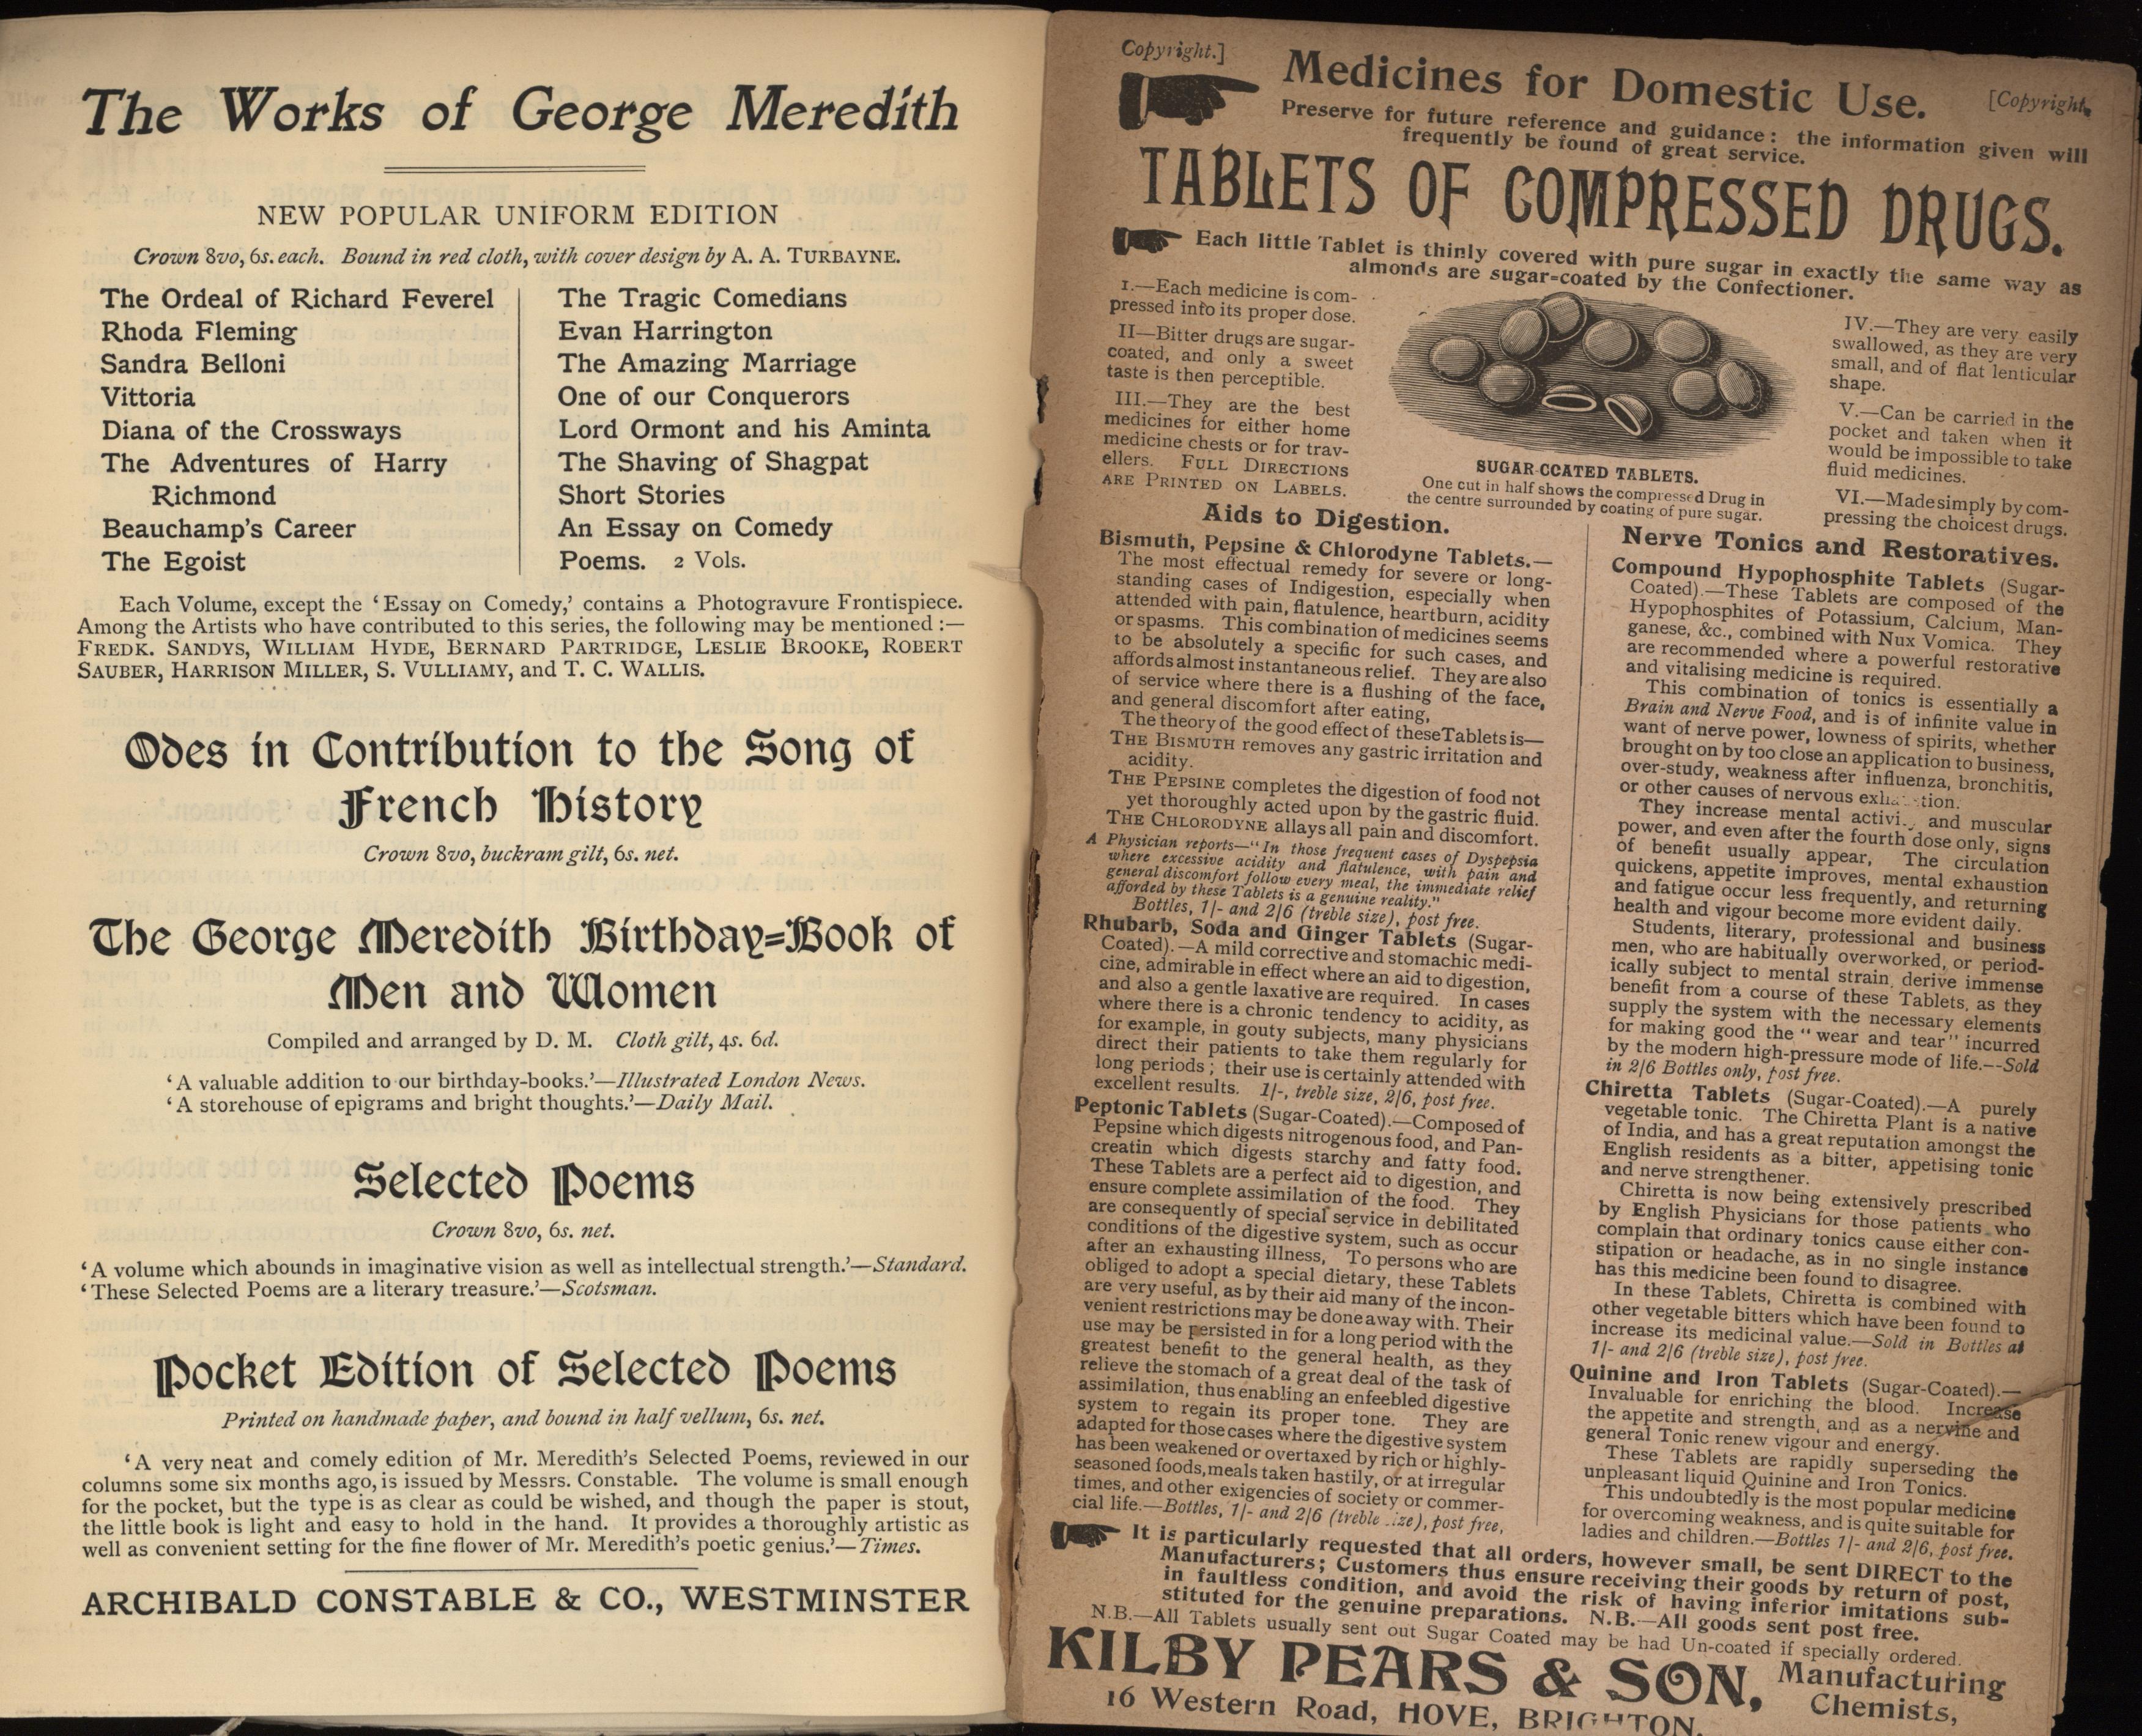 The Works of George Meredith
NEW POPULAR UNIFORM EDITION
Crown 8vo, 6s. each. Bound in red cloth, with cover design by A. A. TURBAYNE.
The Ordeal of Richard Feverel
Rhoda Fleming
Sandra Belloni
Vittoria
Diana of the Crossways
The Adventures of Harry
Richmond
Beauchamp's Career
The Egoist
The Tragic Comedians
Evan Harrington
The Amazing Marriage
One of our Conquerors
Lord Ormont and his Aminta
The Shaving of Shagpat
Short Stories
An Essay on Comedy
Poems. 2 Vols.
Each Volume, except the ‘Essay on Comedy,’ contains a Photogravure Frontispiece.
Among the Artists who have contributed to this series, the following may be mentioned :—
FREDK. SANDYS, WILLIAM HYDE, BERNARD PARTRIDGE, LESLIE BROOKE, ROBERT
SAUBER, HARRISON MILLER, S. VULLIAMY, and T. C. WALLIS.
Odes in Contribution to the Song of
French History
Crown 8vo, buckram gilt, 6s. net.
The George Meredith Birthday=Book of
Men and Women
Compiled and arranged by D. M. Cloth gilt, 4s. 6d.
‘A valuable addition to our birthday-books.’—Illustrated London News.
‘A storehouse of epigrams and bright thoughts.’—Daily Mail.
Selected Poems
Crown 8vo, 6s. net.
‘A volume which abounds in imaginative vision as well as intellectual strength.’—Standard.
‘These Selected Poems are a literary treasure.’—Scotsman.
Pocket Edition of Selected Poems
Printed on handmade paper, and bound in half vellum, 6s. net.
‘A very neat and comely edition of Mr. Meredith's Selected Poems, reviewed in our
columns some six months ago, is issued by Messrs. Constable. The volume is small enough
for the pocket, but the type is as clear as could be wished, and though the paper is stout,
the little book is light and easy to hold in the hand. It provides a thoroughly artistic as
well as convenient setting for the fine flower of Mr. Meredith's poetic genius.’—Times.
ARCHIBALD CONSTABLE & CO., WESTMINSTER
Copyright.]
Medicines for Domestic Use.
[Copyright.
Preserve for future reference and guidance: the information given will
frequently be found of great service.
TABLETS OF COMPRESSED DRUGS.
Each little Tablet is thinly covered with pure sugar in exactly the same way as
almonds are sugar=coated by the Confectioner.
I.—Each medicine is com-
pressed into its proper dose.
II—Bitter drugs are sugar-
coated, and only a sweet
taste is then perceptible.
III.—They are the best
medicines for either home
medicine chests or for trav-
ellers. FULL DIRECTIONS
ARE PRINTED ON LABELS.
SUGAR-COATED TABLETS.
One cut in half shows the compressed Drug in
the centre surrounded by coating of pure sugar.
IV.—They are very easily
swallowed, as they are very
small, and of flat lenticular
shape.
V.—Can be carried in the
pocket and taken when it
would be impossible to take
fluid medicines.
VI.—Made simply by com-
pressing the choicest drugs.
Aids to Digestion.
Bismuth, Pepsine & Chlorodyne Tablets.—
The most effectual remedy for severe or long-
standing cases of Indigestion, especially when
attended with pain, flatulence, heartburn, acidity
or spasms. This combination of medicines seems
to be absolutely a specific for such cases, and
affords almost instantaneous relief. They are also
of service where there is a flushing of the face,
and general discomfort after eating,
The theory of the good effect of these Tablets is—
THE BISMUTH removes any gastric irritation and
acidity.
THE PEPSINE completes the digestion of food not
yet thoroughly acted upon by the gastric fluid.
THE CHLORODYNE allays all pain and discomfort.
A Physician reports—"In those frequent cases of Dyspepsia
where excessive acidity and flatulence, with pain and
general discomfort follow every meal, the immediate relief
afforded by these Tablets is a genuine reality."
Bottles, 1/- and 2/6 (treble size), post free.
Rhubarb, Soda and Ginger Tablets (Sugar-
Coated).—A mild corrective and stomachic medi-
cine, admirable in effect where an aid to digestion,
and also a gentle laxative are required. In cases
where there is a chronic tendency to acidity, as
for example, in gouty subjects, many physicians
direct their patients to take them regularly for
long periods; their use is certainly attended with
excellent results. 1/-, treble size, 2/6, post free.
Peptonic Tablets (Sugar-Coated).—Composed of
Pepsine which digests nitrogenous food, and Pan-
creatin which digests starchy and fatty food.
These Tablets are a perfect aid to digestion, and
ensure complete assimilation of the food. They
are consequently of special service in debilitated
conditions of the digestive system, such as occur
after an exhausting illness, To persons who are
obliged to adopt a special dietary, these Tablets
are very useful, as by their aid many of the incon-
venient restrictions may be done away with. Their
use may be persisted in for a long period with the
greatest benefit to the general health, as they
relieve the stomach of a great deal of the task of
assimilation, thus enabling an enfeebled digestive
system to regain its proper tone. They are
adapted for those cases where the digestive system
has been weakened or overtaxed by rich or highly-
seasoned foods, meals taken hastily, or at irregular
times, and other exigencies of society or commer-
cial life.—Bottles, 1/- and 2/6 (treble size), post free,
Nerve Tonics and Restoratives.
Compound Hypophosphite Tablets (Sugar-
Coated).—These Tablets are composed of the
Hypophosphites of Potassium, Calcium, Man-
ganese, &c., combined with Nux Vomica. They
are recommended where a powerful restorative
and vitalising medicine is required.
This combination of tonics is essentially a
Brain and Nerve Food, and is of infinite value in
want of nerve power, lowness of spirits, whether
brought on by too close an application to business,
over-study, weakness after influenza, bronchitis,
or other causes of nervous exhaustion.
They increase mental activity and muscular
power, and even after the fourth dose only, signs
of benefit usually appear, The circulation
quickens, appetite improves, mental exhaustion
and fatigue occur less frequently, and returning
health and vigour become more evident daily.
Students, literary, professional and business
men, who are habitually overworked, or period-
ically subject to mental strain, derive immense
benefit from a course of these Tablets, as they
supply the system with the necessary elements
for making good the "wear and tear" incurred
by the modern high-pressure mode of life.--Sold
in 2/6 Bottles only, post free.
Chiretta Tablets (Sugar-Coated).—A purely
vegetable tonic. The Chiretta Plant is a native
of India, and has a great reputation amongst the
English residents as a bitter, appetising tonic
and nerve strengthener.
Chiretta is now being extensively prescribed
by English Physicians for those patients who
complain that ordinary tonics cause either con-
stipation or headache, as in no single instance
has this medicine been found to disagree.
In these Tablets, Chiretta is combined with
other vegetable bitters which have been found to
increase its medicinal value.—Sold in Bottles at
1/- and 2/6 (treble size), post free.
Quinine and Iron Tablets (Sugar-Coated).—
Invaluable for enriching the blood. Increase
the appetite and strength, and as a nervine and
general Tonic renew vigour and energy.
These Tablets are rapidly superseding the
unpleasant liquid Quinine and Iron Tonics.
This undoubtedly is the most popular medicine
for overcoming weakness, and is quite suitable for
ladies and children.—Bottles 1/- and 2/6, post free.
It is particularly requested that all orders, however small, be sent DIRECT to the
Manufacturers; Customers thus ensure receiving their goods by return of post,
in faultless condition, and avoid the risk of having inferior imitations sub-
stituted for the genuine preparations. N.B.—All goods sent post free.
N.B.—All Tablets usually sent out Sugar Coated may be had Un-coated if specially ordered.
KILBY PEARS & SON, Manufacturing
Chemists,
16 Western Road, HOVE, BRIGHTON.